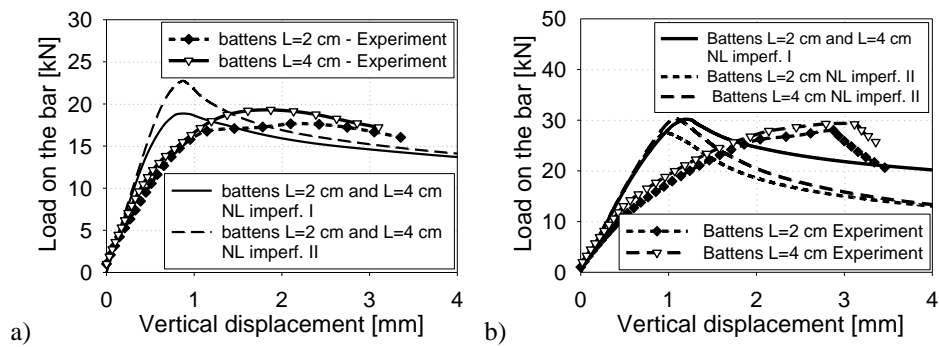 a)
Load on the bar [kN]
30
25
20
15
10
5
0
battens L=2 cm - Experiment
battens L=4 cm - Experiment
battens L=2 cm and L=4 cm
NL imperf. I
battens L=2 cm and L=4 cm
NL imperf. II
0 1 2 3 4
Vertical displacement [mm]
b)
Load on the bar [kN]
50
40
30
20
10
0
Battens L=2 cm and L=4 cm
NL imperf. I
Battens L=2 cm NL imperf. II
Battens L=4 cm NL imperf. II
Battens L=2 cm Experiment
Battens L=4 cm Experiment
0 1 2 3 4
Vertical displacement [mm]